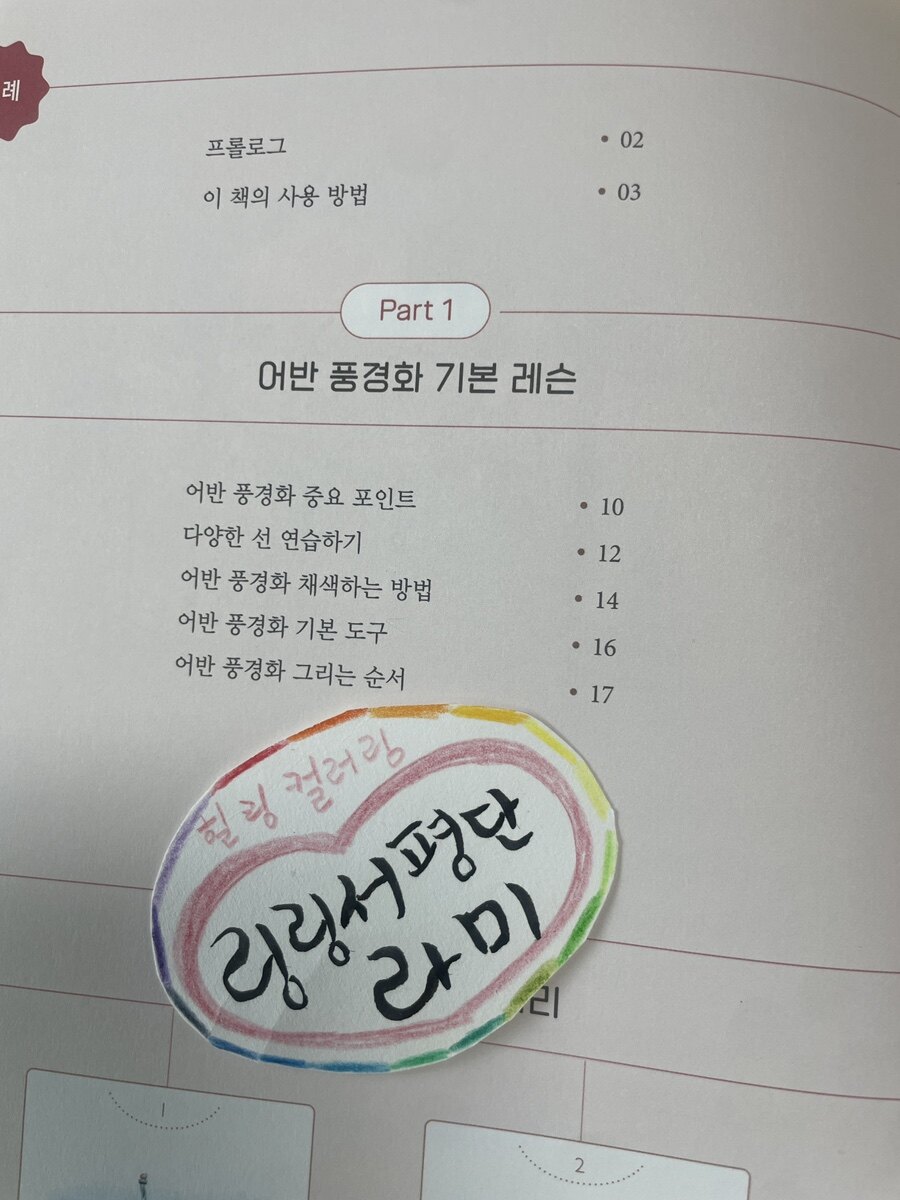 례
프롤로그 • 02
이 책의 사용 방법 • 03
Part 1
어반 풍경화 기본 레슨
어반 풍경화 중요 포인트 • 10
다양한 선 연습하기 • 12
어반 풍경화 채색하는 방법 • 14
어반 풍경화 기본 도구 • 16
어반 풍경화 그리는 순서 • 17
힐링 컬러링
링링서평단
라미
리
1
2